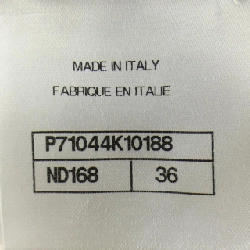 MADE IN ITALY
FABRIQUE EN ITALIE
P71044K10188
ND168 36